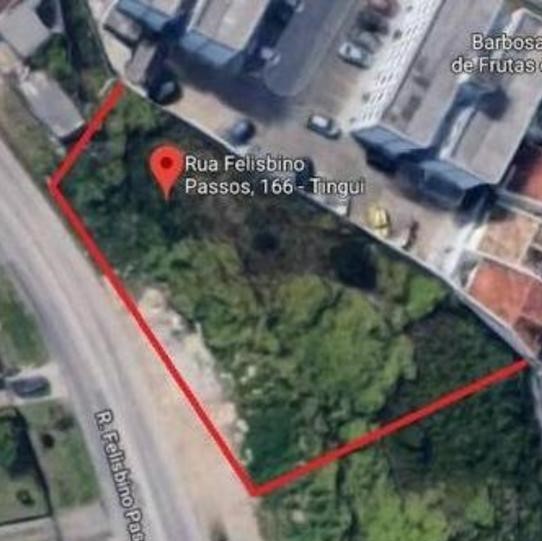 Barbosa
de Frutas
Rua Felisbino
Passos, 166 - Tingui
R. Felisbino Pas